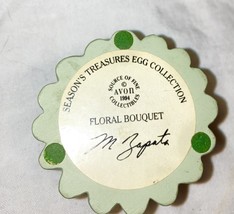 SEASON'S TREASURES EGG COLLECTION
SOURCE OF FINE
©
AVON
1994
COLLECTIBLES
FLORAL BOUQUET
M Zapata